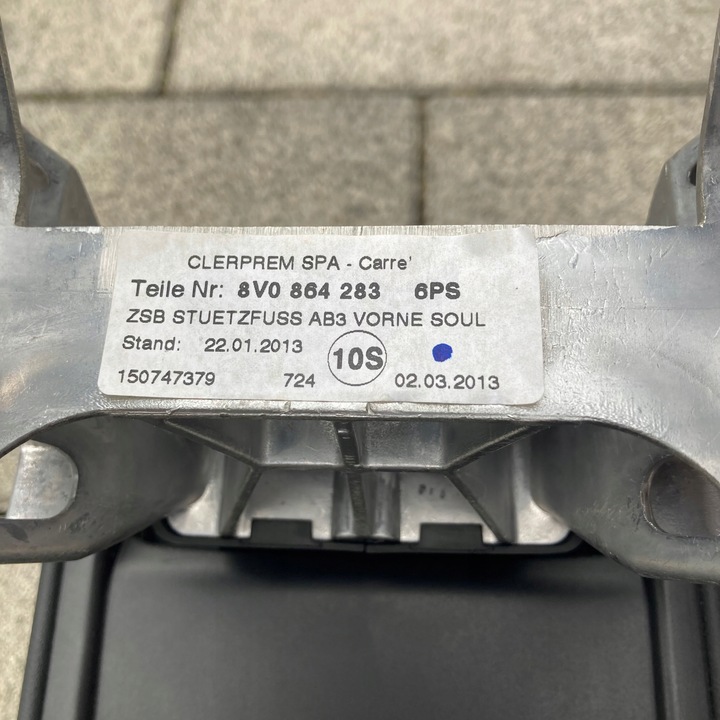 CLERPREM SPA - Carre'
Teile Nr: 8V0 864 283 6PS
ZSB STUETZFUSS AB3 VORNE SOUL
Stand: 22.01.2013 10S
150747379 724 02.03.2013